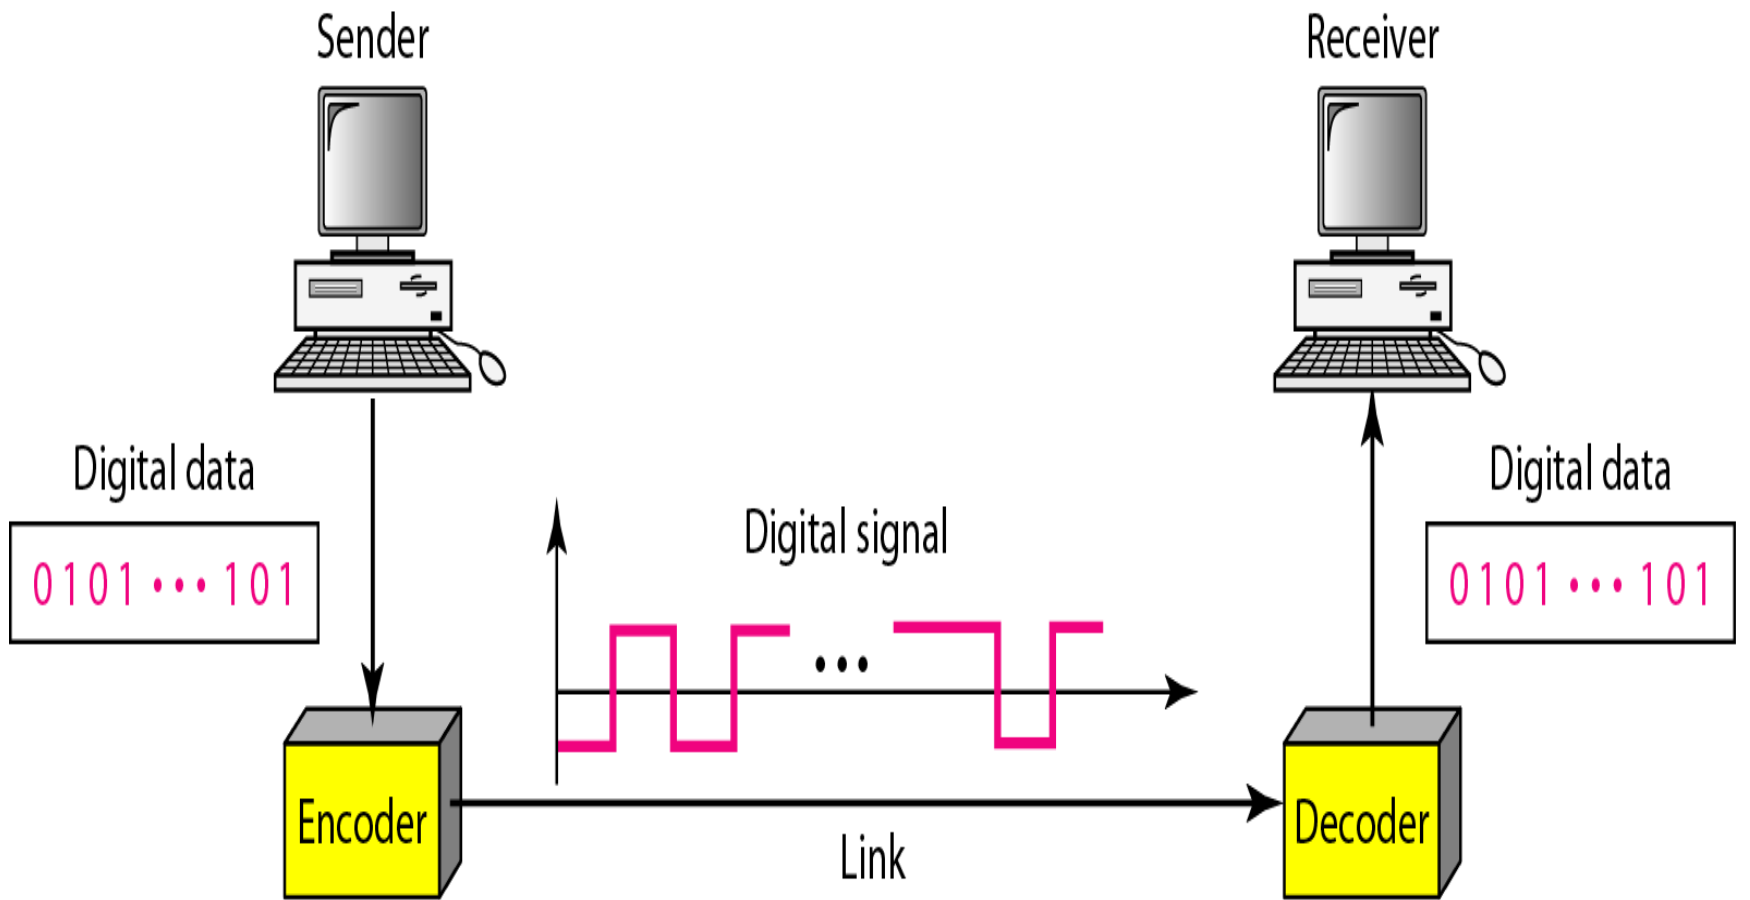 Sender
Receiver
Digital data
0101 ••• 101
Digital signal
•••
Digital data
0101 ••• 101
Encoder
Link
Decoder